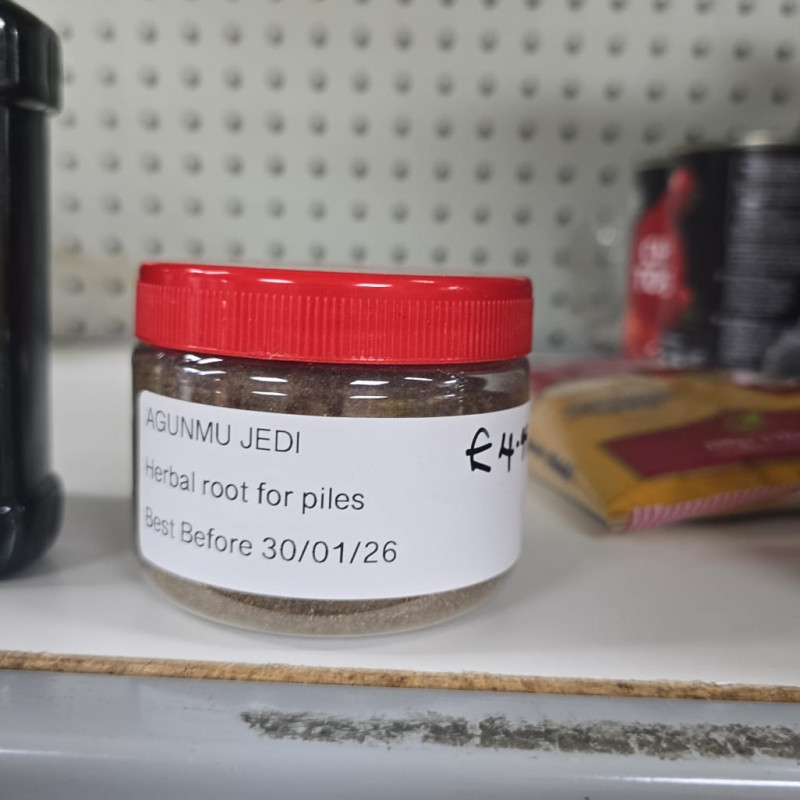 AGUNMU JEDI
Herbal root for piles
Best Before 30/01/26